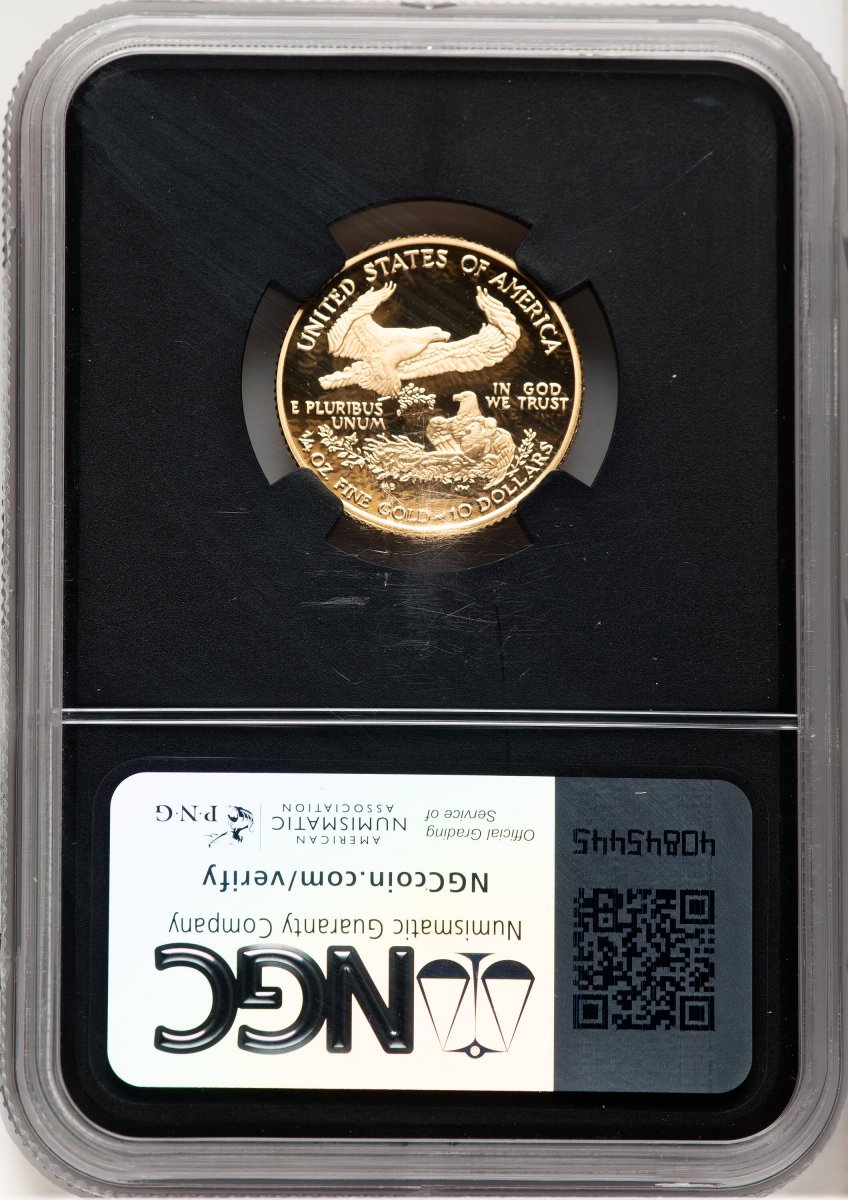 UNITED STATES OF AMERICA
E PLURIBUS
UNUM
IN GOD
WE TRUST
1/4 OZ. FINE GOLD~10 DOLLARS
NGC
Numismatic Guaranty Company
NGCcoin.com/verify
Official Grading
Service of
AMERICAN
NUMISMATIC
ASSOCIATION
P·N·G
40845445